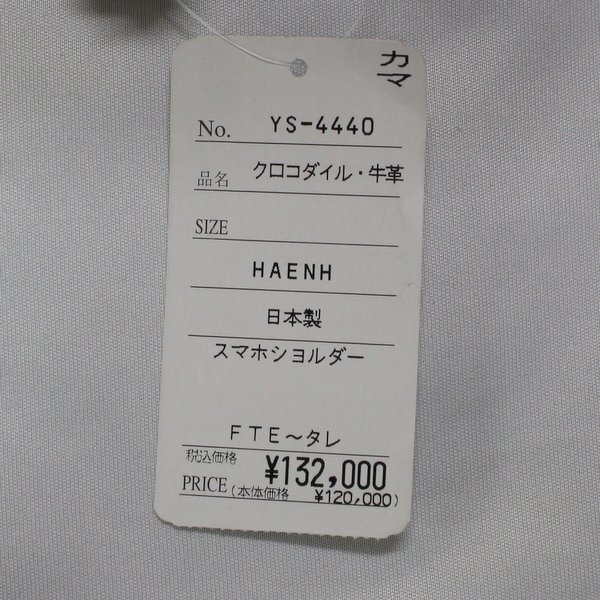 カマ
No. YS-4440
品名 クロコダイル・牛革
SIZE
HAENH
日本製
スマホショルダー
FTE～タレ
税込価格 ¥132,000
PRICE (本体価格 ¥120,000)